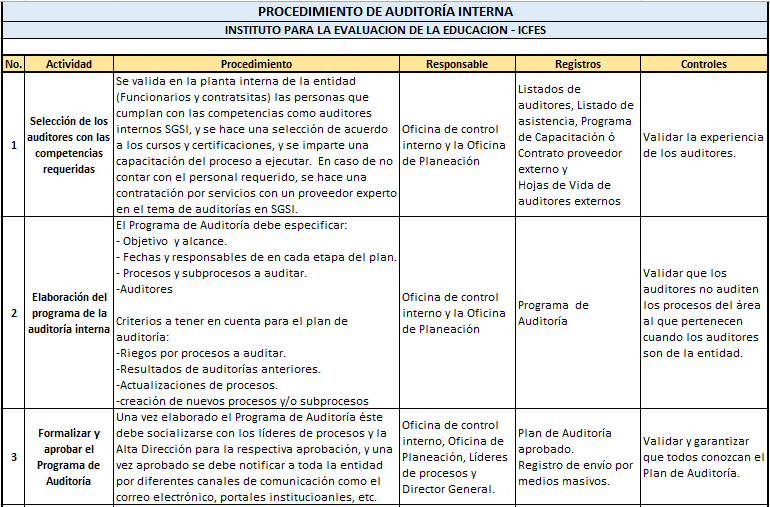 PROCEDIMIENTO DE AUDITORÍA INTERNA
INSTITUTO PARA LA EVALUACION DE LA EDUCACION - ICFES
No. Actividad Procedimiento Responsable Registros Controles
1
Selección de los
auditores con las
competencias
requeridas
Se valida en la planta interna de la entidad
(Funcionarios y contratsitas) las personas que
cumplan con las competencias como auditores
internos SGSI, y se hace una selección de acuerdo
a los cursos y certificaciones, y se imparte una
capacitación del proceso a ejecutar. En caso de no
contar con el personal requerido, se hace una
contratación por servicios con un proveedor experto
en el tema de auditorías en SGSI.
Oficina de control
interno y la Oficina
de Planeación
Listados de
auditores, Listado de
asistencia, Programa
de Capacitación ó
Contrato proveedor
externo y
Hojas de Vida de
auditores externos
Validar la experiencia
de los auditores.
2
Elaboración del
programa de la
auditoría interna
El Programa de Auditoría debe especificar:
- Objetivo y alcance.
- Fechas y responsables de en cada etapa del plan.
- Procesos y subprocesos a auditar.
-Auditores
Criterios a tener en cuenta para el plan de
auditoría:
-Riegos por procesos a auditar.
-Resultados de auditorías anteriores.
-Actualizaciones de procesos.
-creación de nuevos procesos y/o subprocesos
Oficina de control
interno y la Oficina
de Planeación
Programa de
Auditoría
Validar que los
auditores no auditen
los procesos del área
al que pertenecen
cuando los auditores
son de la entidad.
3
Formalizar y
aprobar el
Programa de
Auditoría
Una vez elaborado el Programa de Auditoría éste
debe socializarse con los líderes de procesos y la
Alta Dirección para la respectiva aprobación, y una
vez aprobado se debe notificar a toda la entidad
por diferentes canales de comunicación como el
correo electrónico, portales institucioanles, etc.
Oficina de control
interno, Oficina de
Planeación, Líderes
de procesos y
Director General.
Plan de Auditoría
aprobado.
Registro de envío por
medios masivos.
Validar y garantizar
que todos conozcan el
Plan de Auditoría.